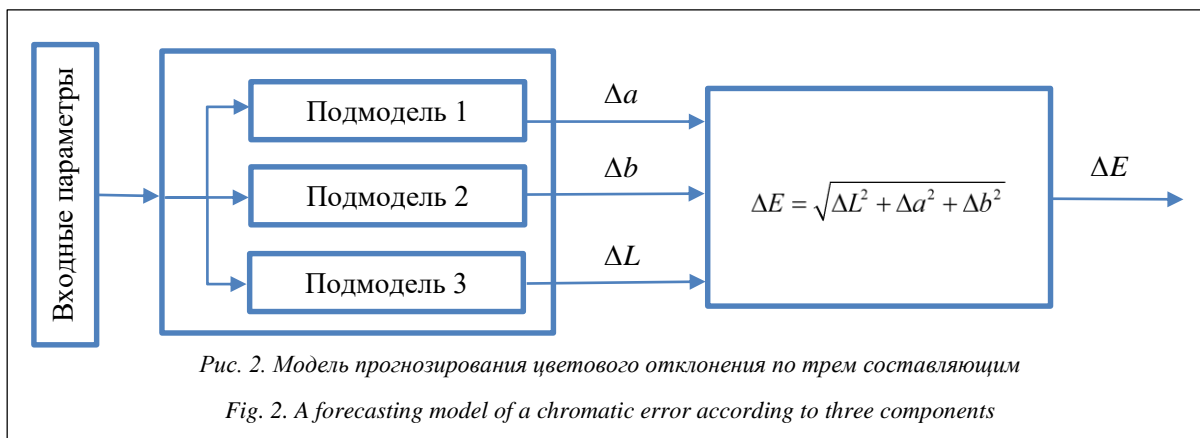 Входные параметры
Подмодель 1
Δa
Подмодель 2
Δb
Подмодель 3
ΔL
ΔE = √ΔL² + Δa² + Δb²
ΔE
Рис. 2. Модель прогнозирования цветового отклонения по трем составляющим
Fig. 2. A forecasting model of a chromatic error according to three components